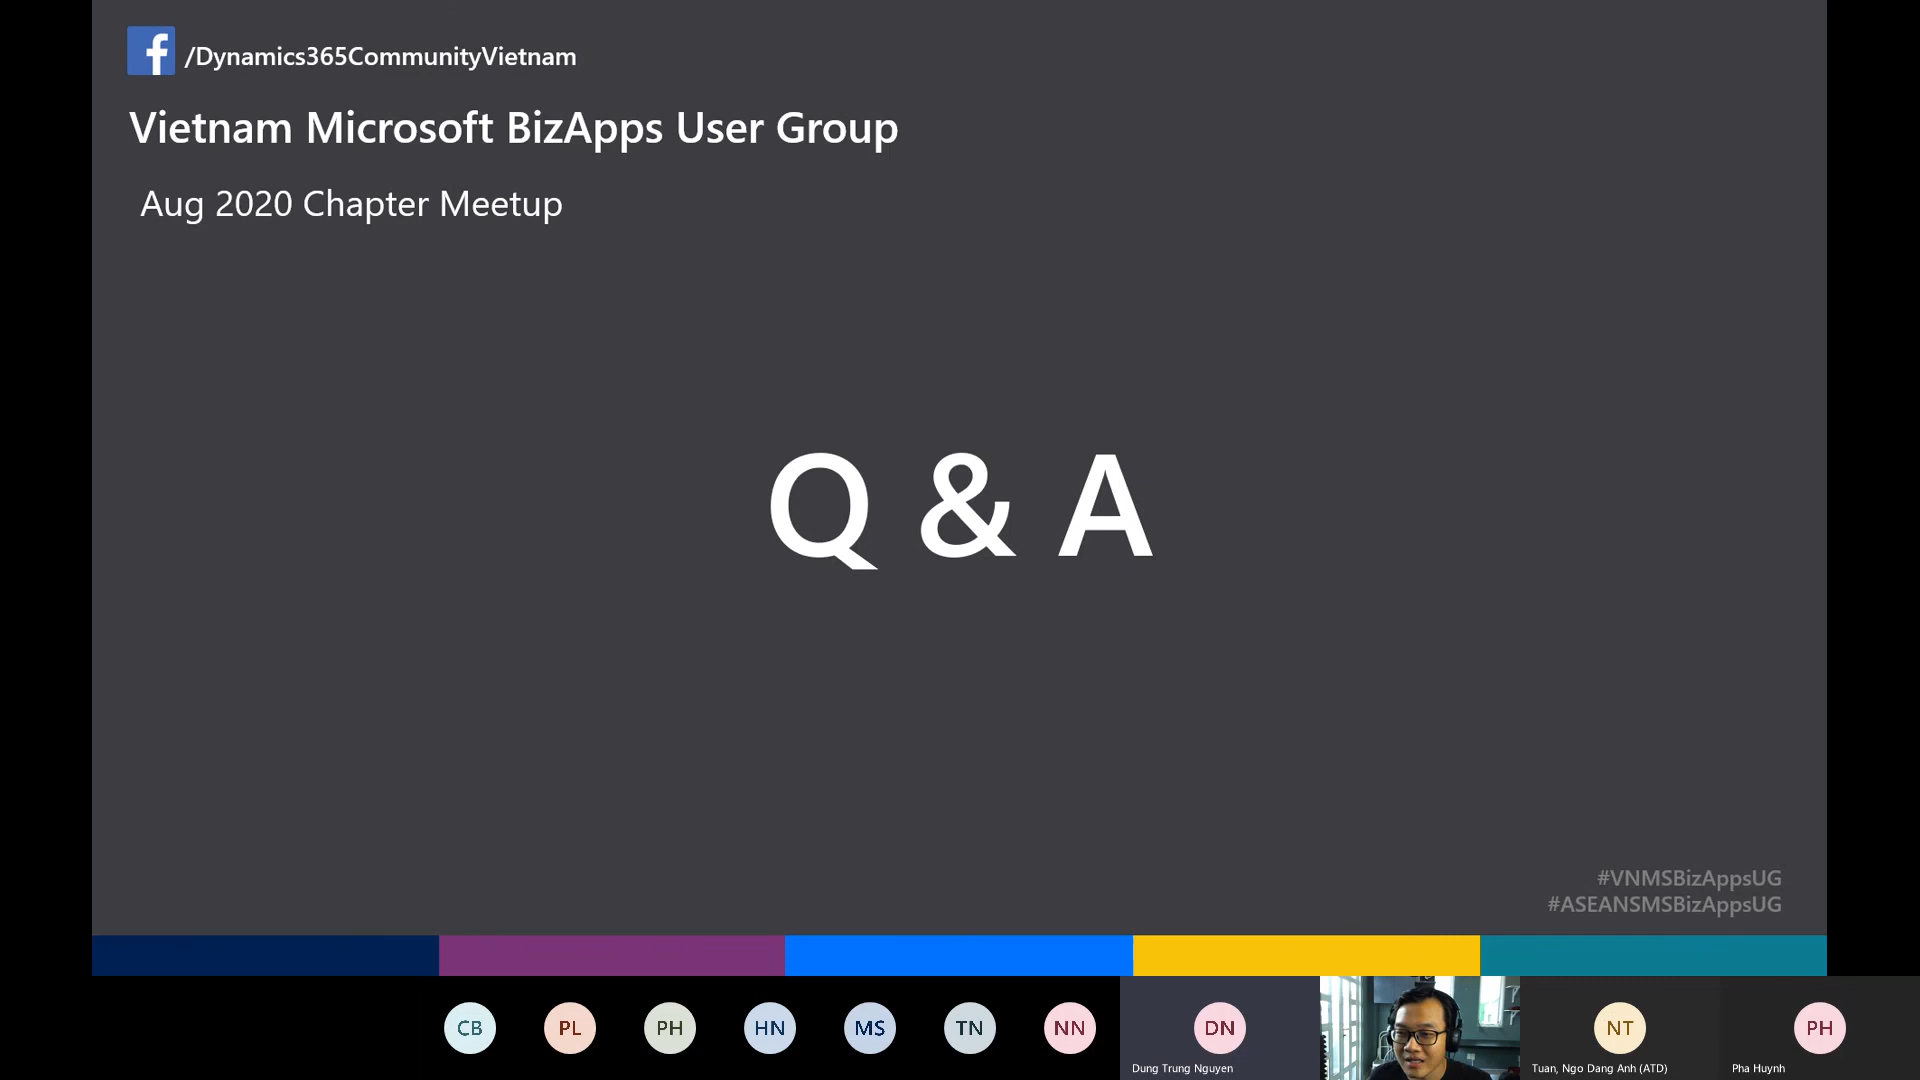 /Dynamics365CommunityVietnam
Vietnam Microsoft BizApps User Group
Aug 2020 Chapter Meetup
Q & A
#VNMSBizAppsUG
#ASEANSMSBizAppsUG
CB PL PH HN MS TN NN DN NT PH
Dung Trung Nguyen Tuan, Ngo Dang Anh (ATD) Pha Huynh